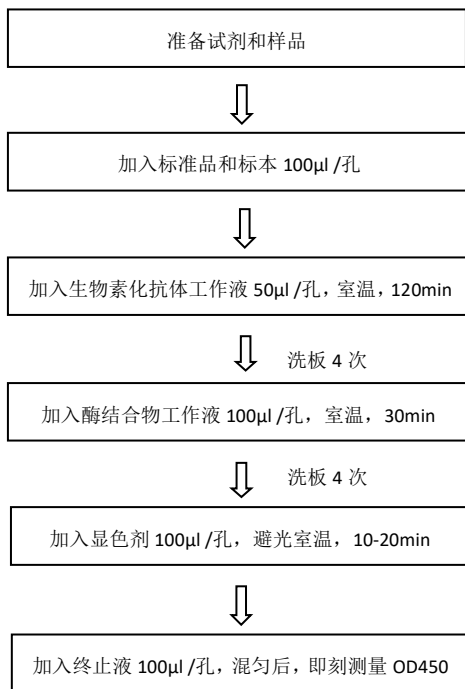 准备试剂和样品
加入标准品和标本 100μl /孔
加入生物素化抗体工作液 50μl /孔，室温，120min
洗板 4 次
加入酶结合物工作液 100μl /孔，室温，30min
洗板 4 次
加入显色剂 100μl /孔，避光室温，10-20min
加入终止液 100μl /孔，混匀后，即刻测量 OD450